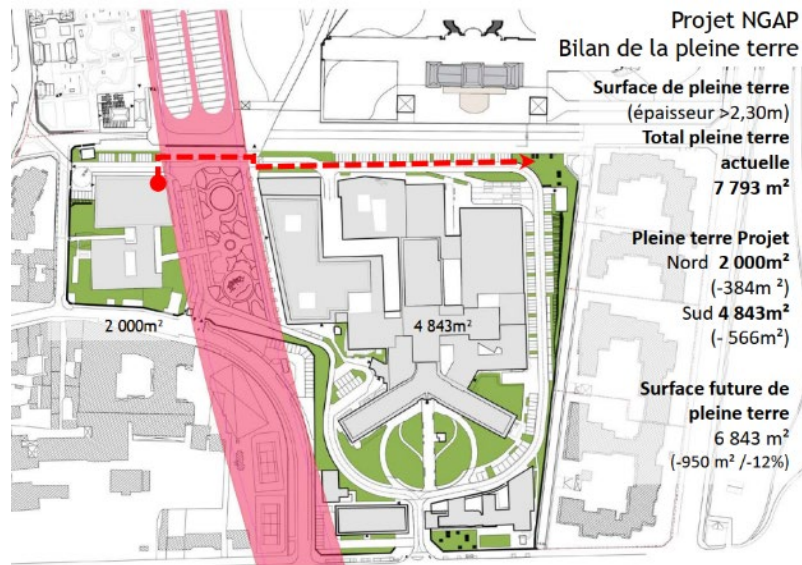 Projet NGAP
Bilan de la pleine terre
Surface de pleine terre
(épaisseur >2,30m)
Total pleine terre
actuelle
7 793 m²
Pleine terre Projet
Nord 2 000m²
(-384m ²)
Sud 4 843m²
(- 566m²)
Surface future de
pleine terre
6 843 m²
(-950 m² /-12%)
2 000m²
4 843m²